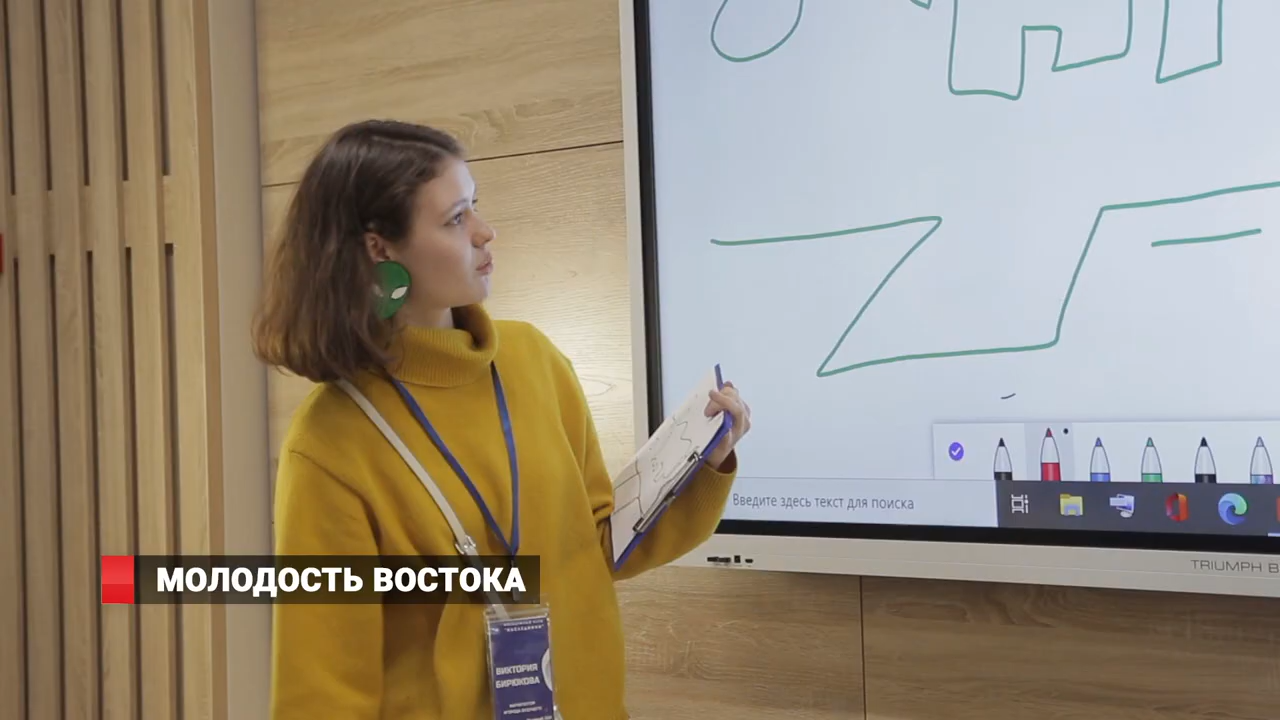 Введите здесь текст для поиска
TRIUMPH B
МОЛОДОСТЬ ВОСТОКА
ВИКТОРИЯ
БИРЮКОВА